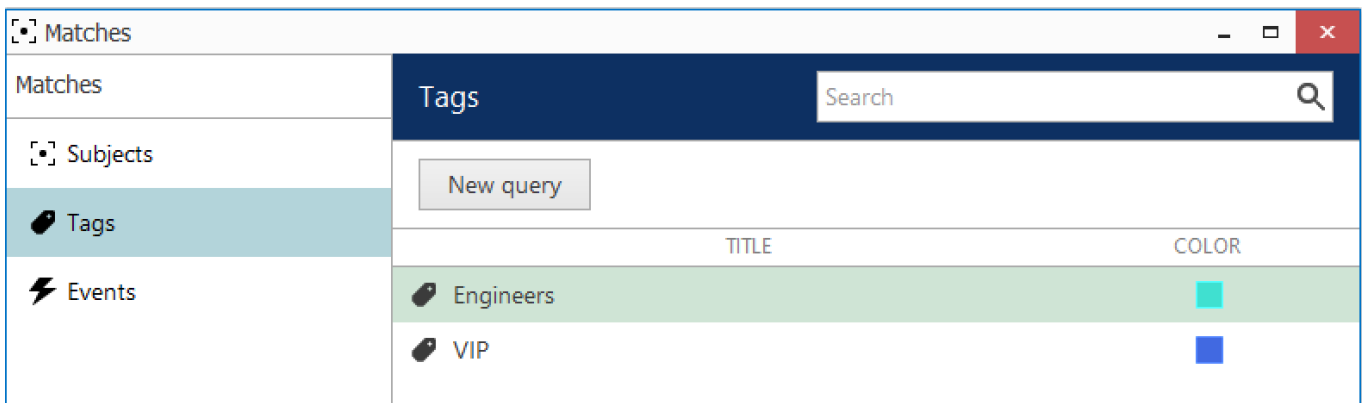 Matches
Matches
Subjects
Tags
Events
Tags
Search
New query
TITLE COLOR
Engineers
VIP